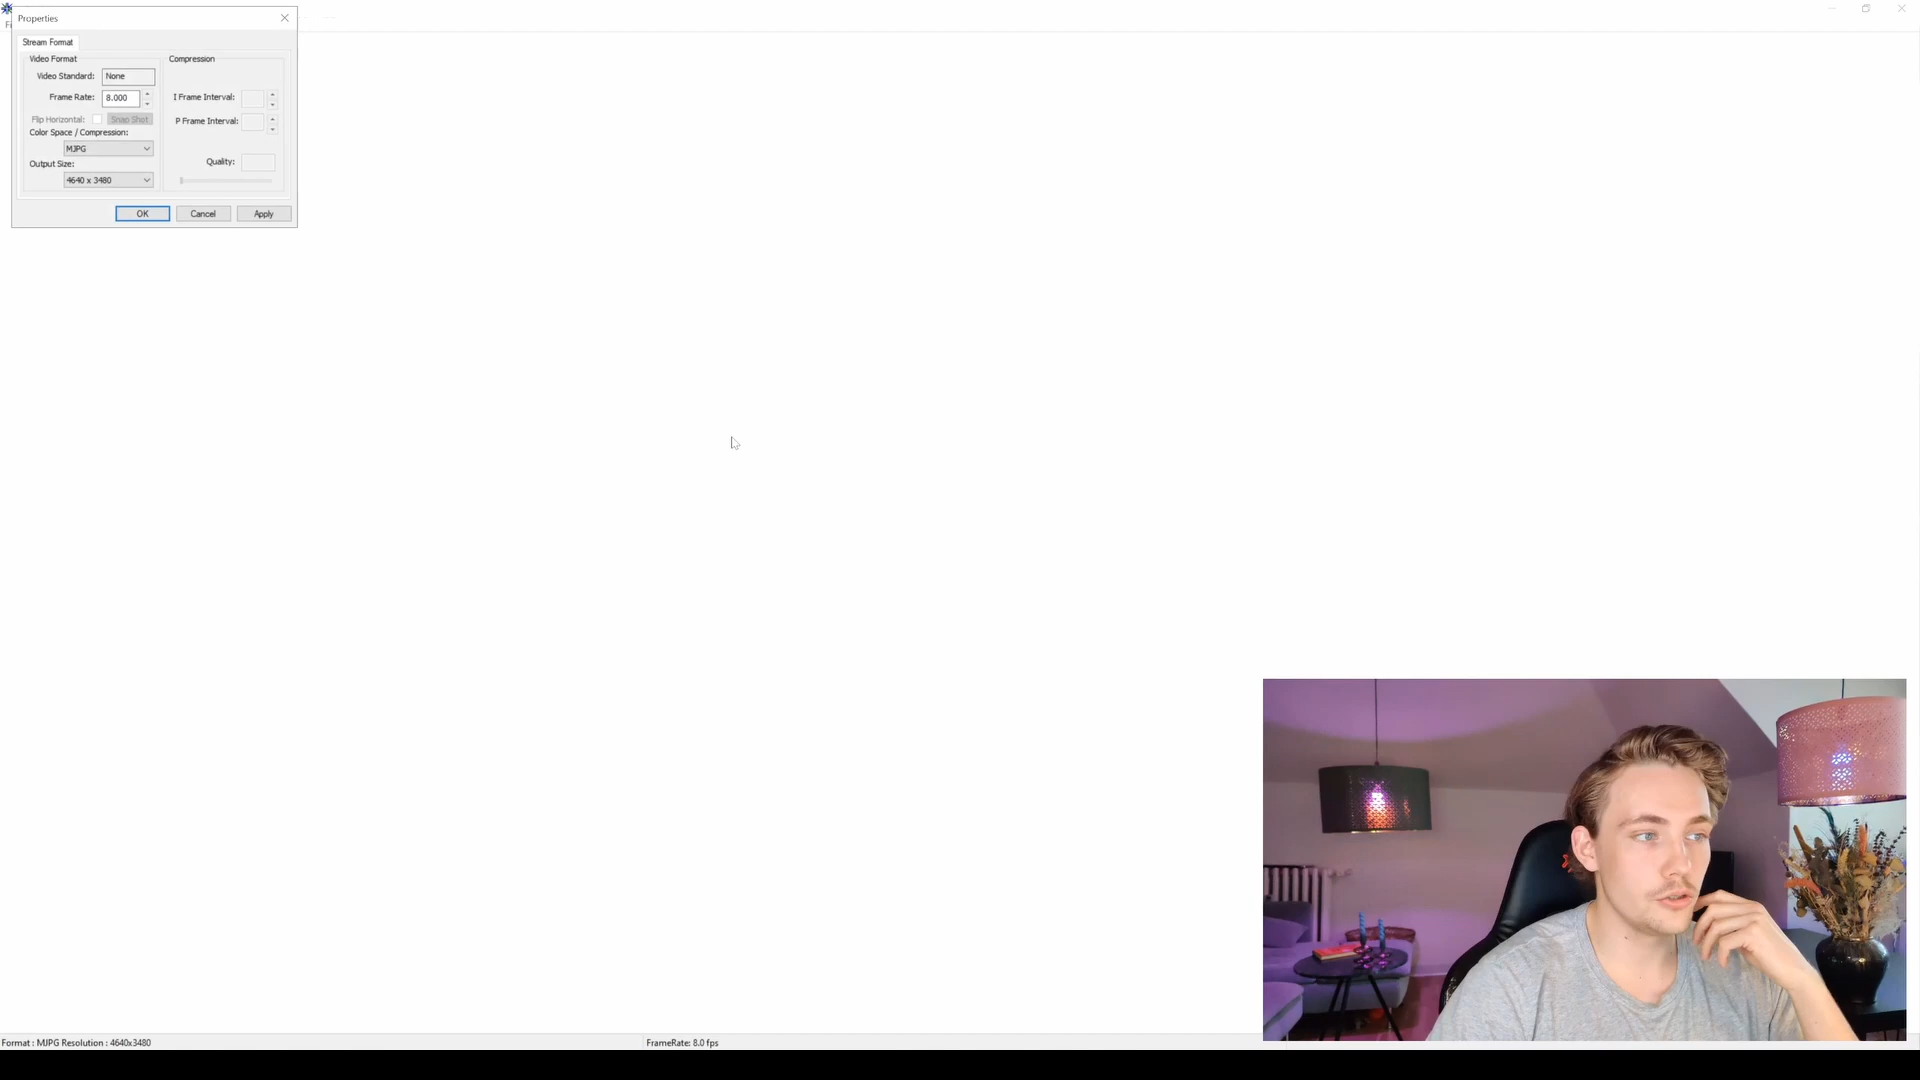 Properties
Fi
Stream Format
Video Format
Compression
Video Standard: None
Frame Rate: 8.000
I Frame Interval:
Flip Horizontal: Snap Shot
P Frame Interval:
Color Space / Compression:
MJPG
Output Size:
Quality:
4640 x 3480
OK Cancel Apply
Format : MJPG Resolution : 4640x3480 FrameRate: 8.0 fps